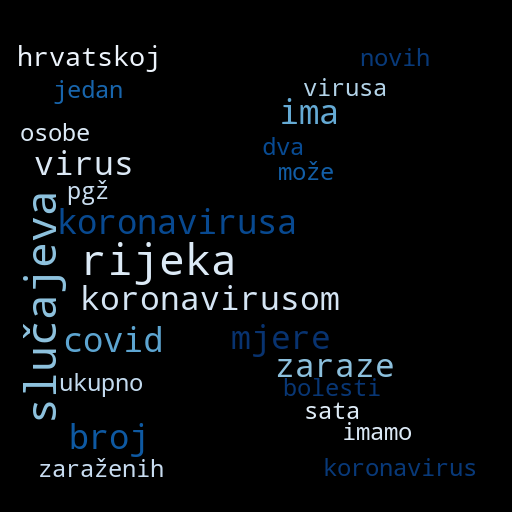 hrvatskoj
novih
jedan
virusa
ima
osobe
dva
virus
može
pgž
koronavirusa
slučajeva
rijeka
koronavirusom
covid
mjere
zaraze
ukupno
bolesti
sata
imamo
broj
zaraženih
koronavirus